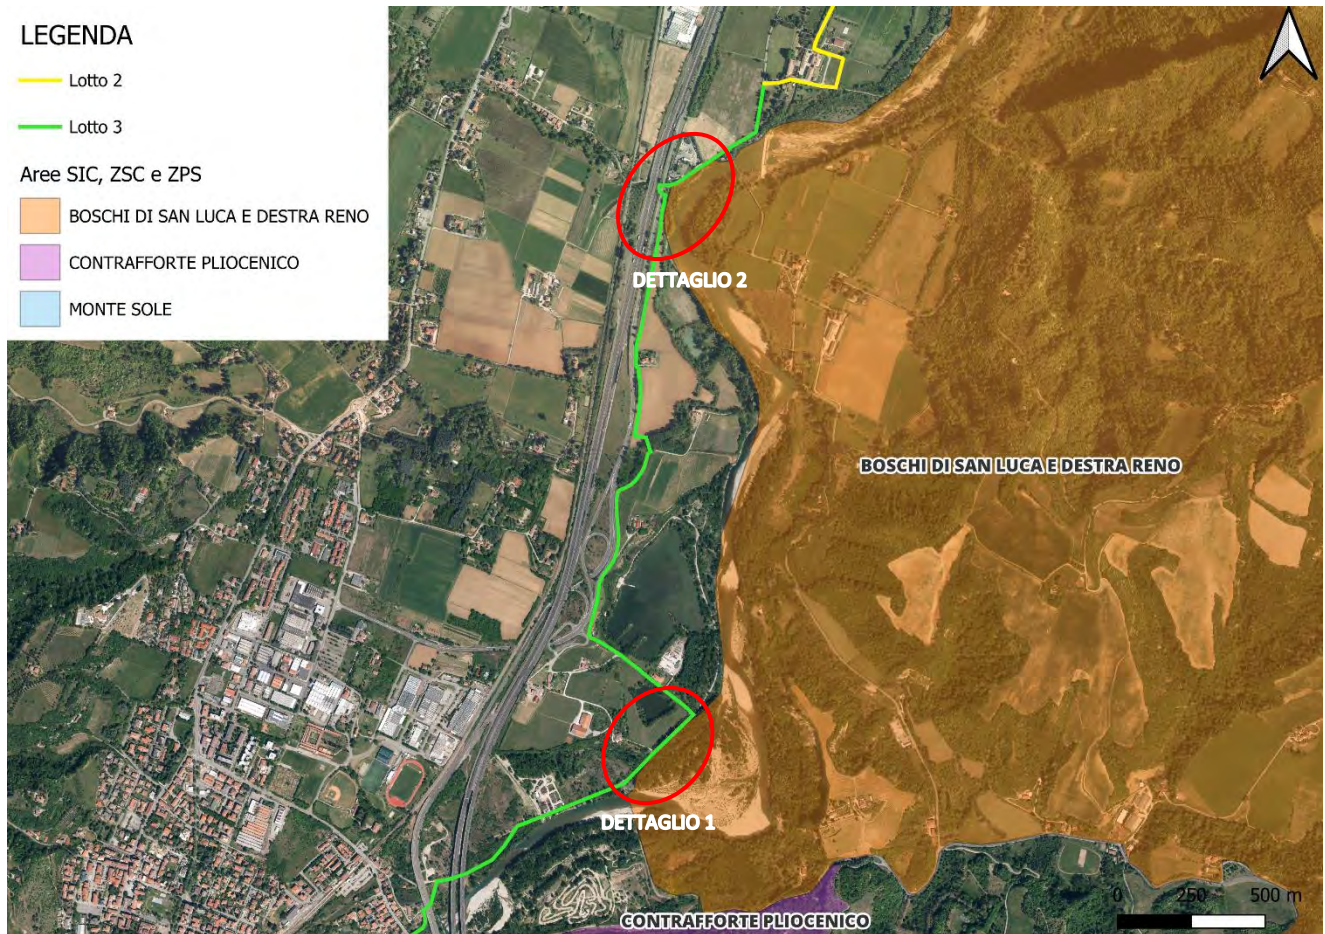 LEGENDA
Lotto 2
Lotto 3
Aree SIC, ZSC e ZPS
BOSCHI DI SAN LUCA E DESTRA RENO
CONTRAFFORTE PLIOCENICO
MONTE SOLE
DETTAGLIO 2
BOSCHI DI SAN LUCA E DESTRA RENO
DETTAGLIO 1
CONTRAFFORTE PLIOCENICO
0 250 500 m